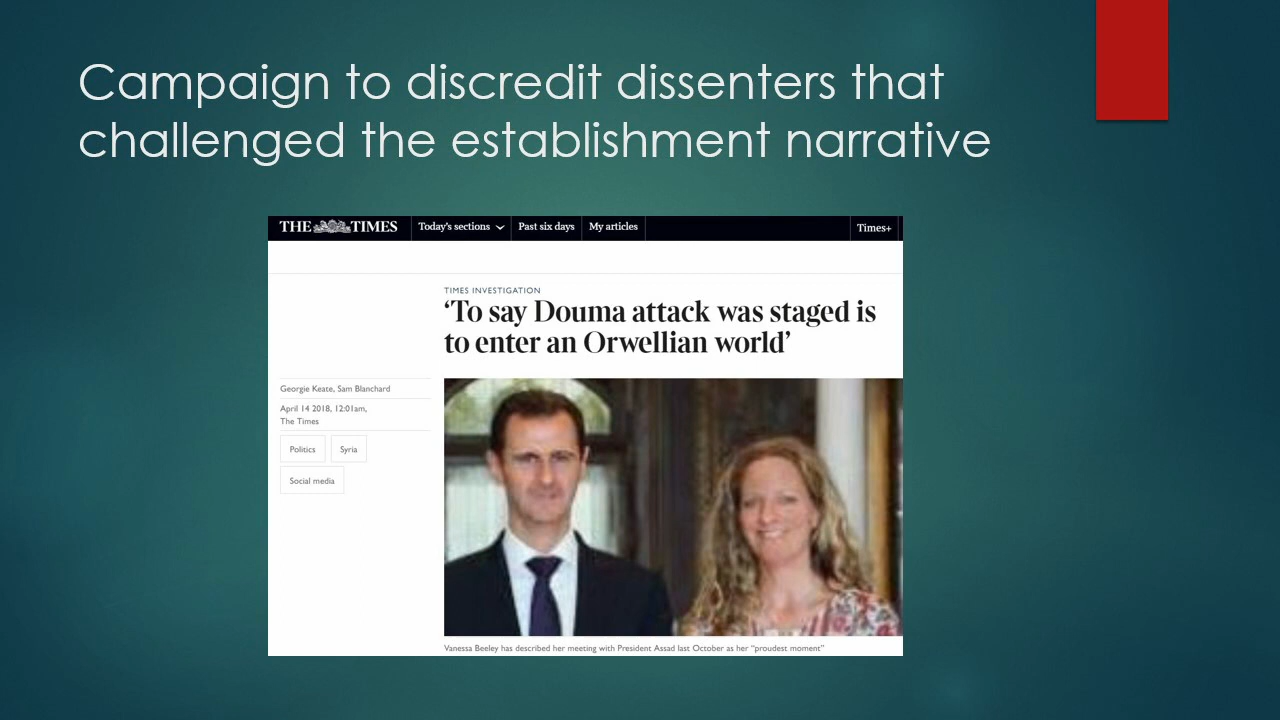 Campaign to discredit dissenters that
challenged the establishment narrative
THE TIMES Today's sections Past six days My articles Times+
TIMES INVESTIGATION
‘To say Douma attack was staged is
to enter an Orwellian world’
Georgie Keate, Sam Blanchard
April 14 2018, 12:01am,
The Times
Politics Syria
Social media
Vanessa Beeley has described her meeting with President Assad last October as her “proudest moment”